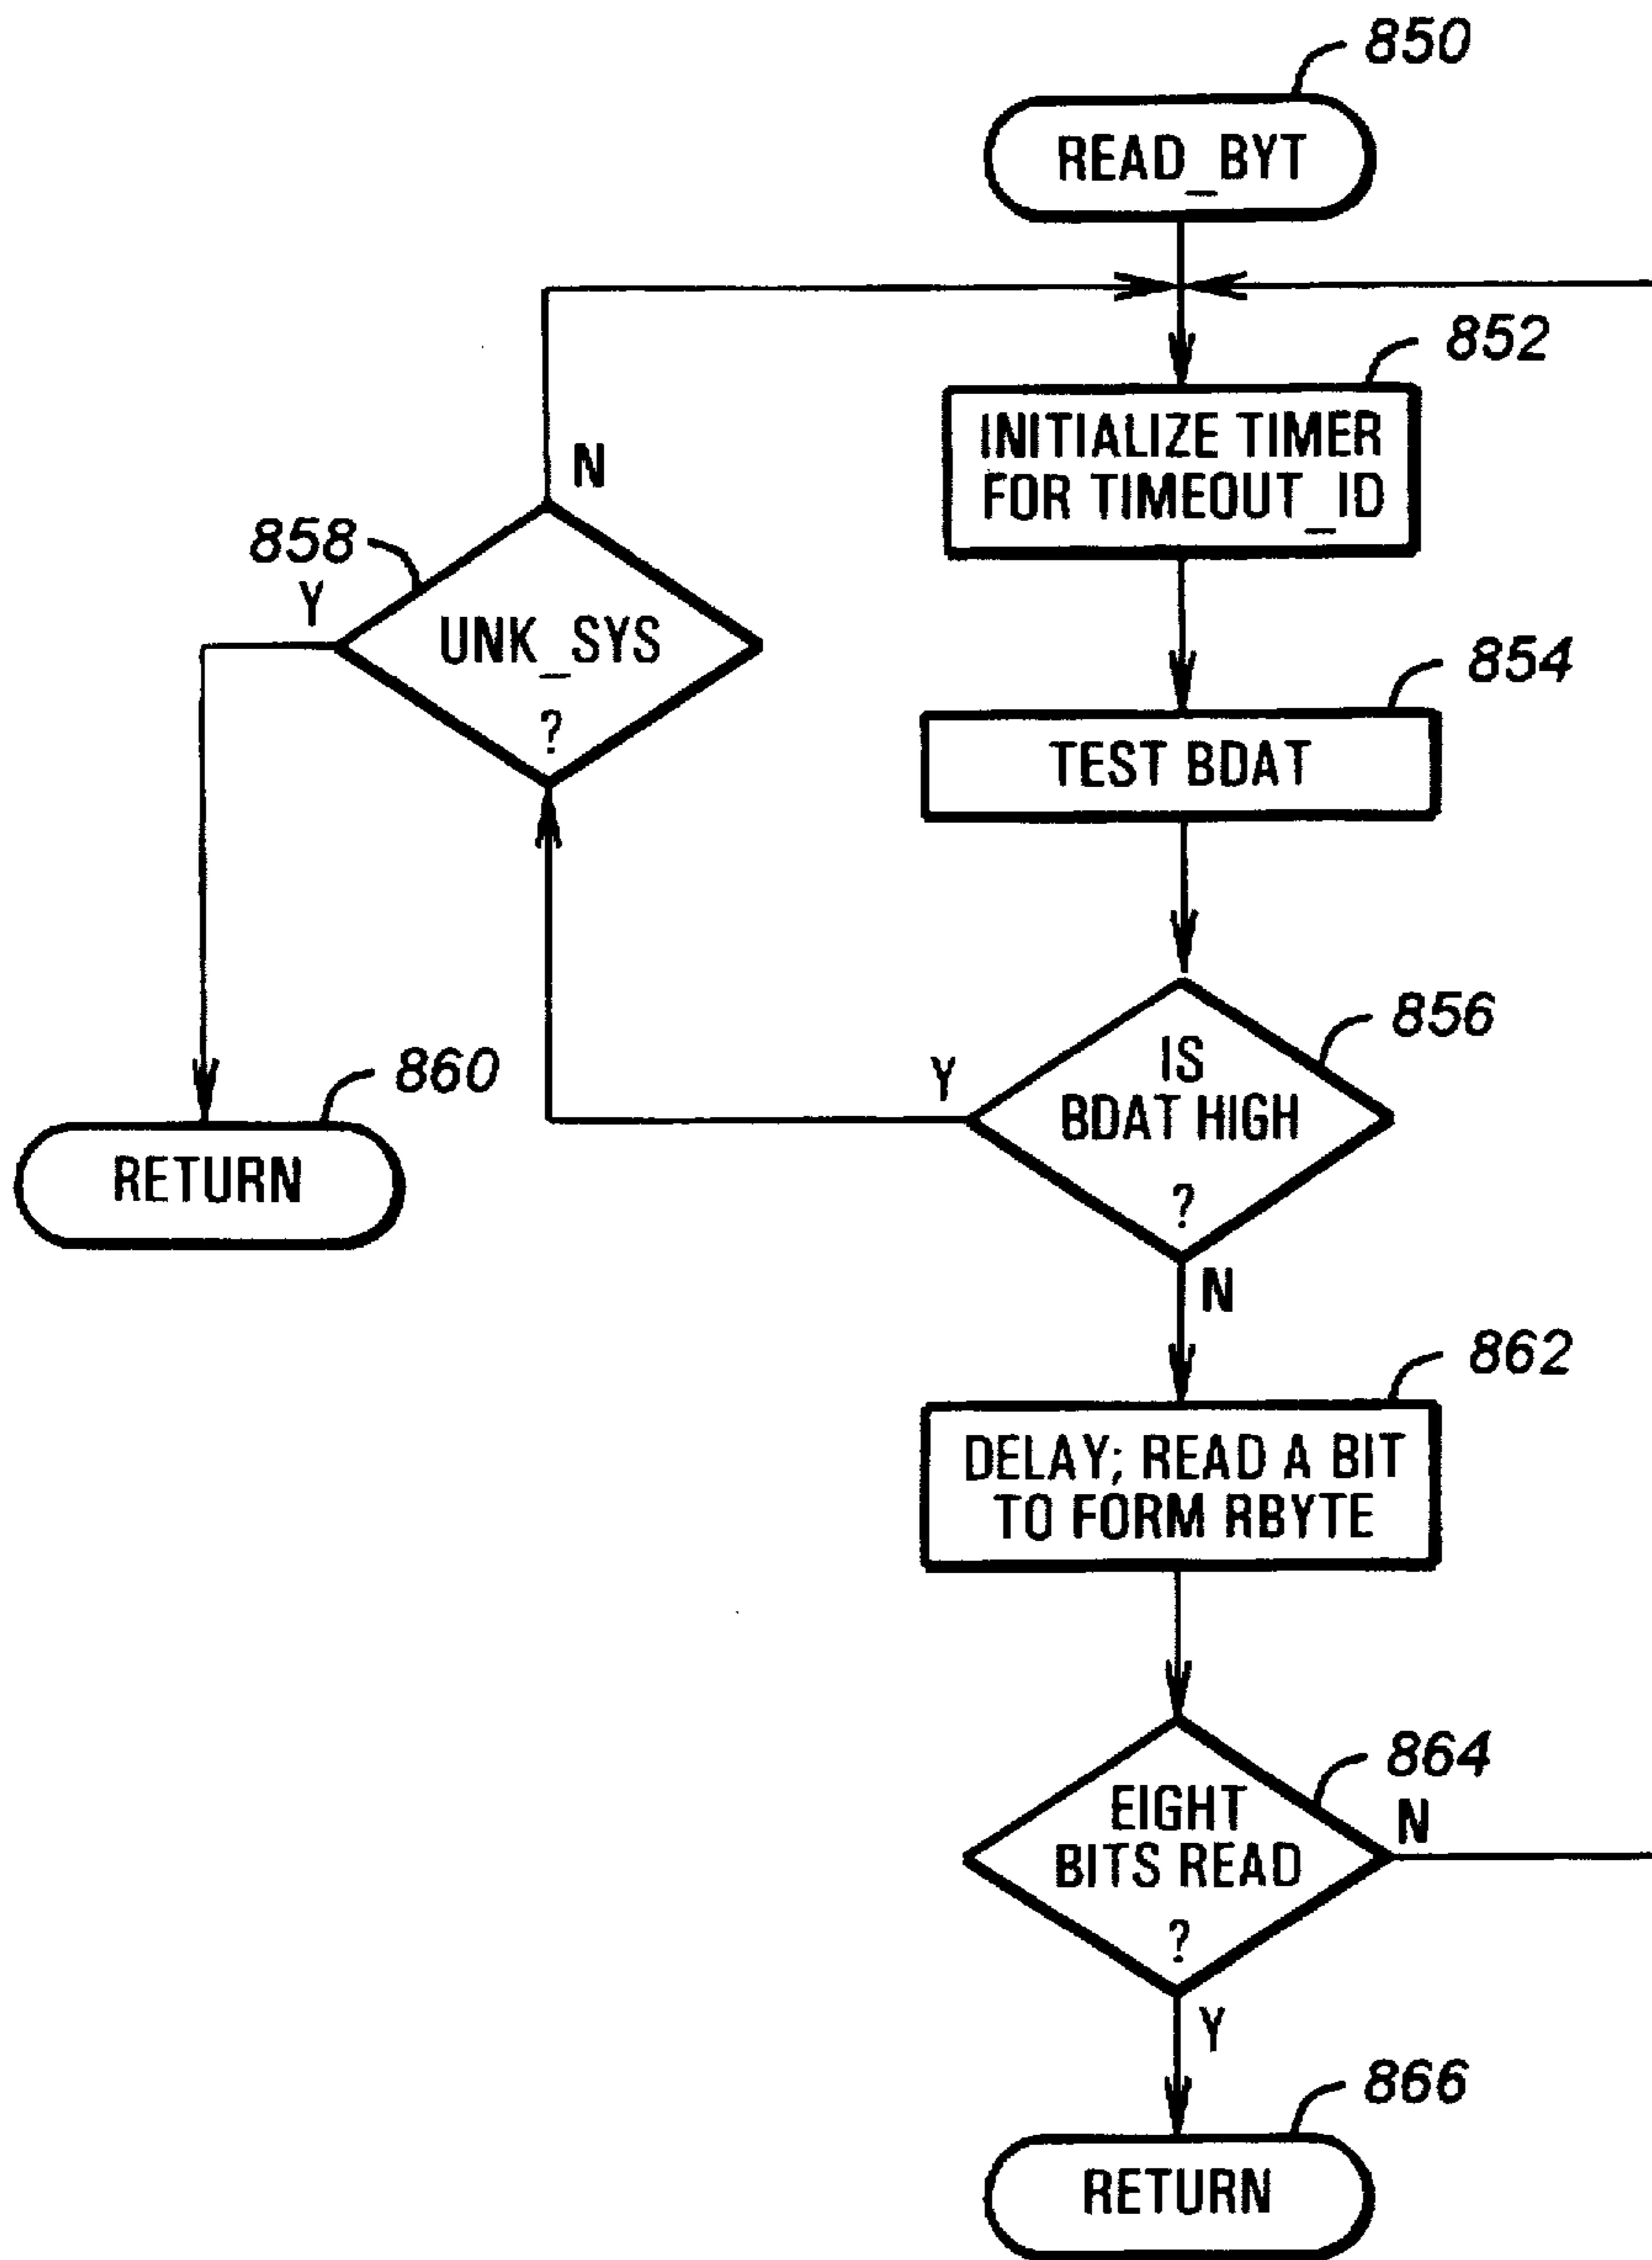 850
READ_BYT
852
INITIALIZE TIMER
FOR TIMEOUT_ID
N
858
Y
UNK_SYS
?
854
TEST BDAT
856
IS
BDAT HIGH
?
Y
860
RETURN
N
862
DELAY; READ A BIT
TO FORM RBYTE
864
EIGHT
BITS READ
?
N
Y
866
RETURN